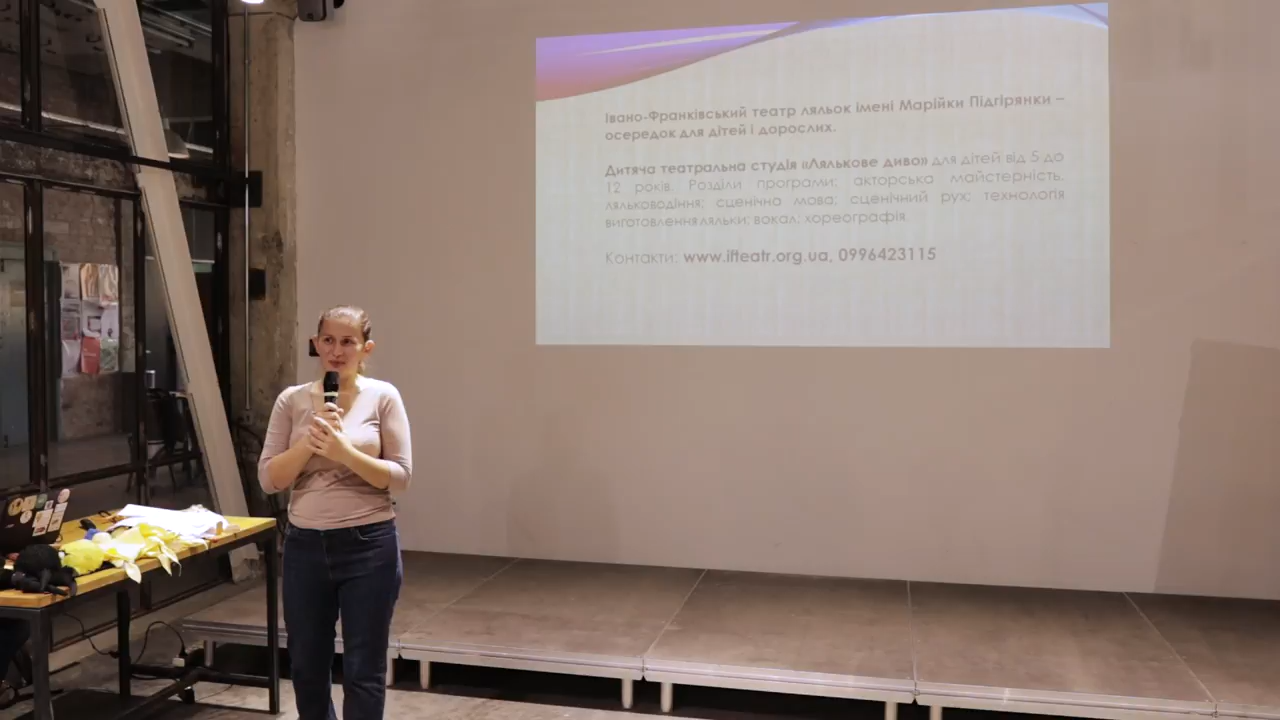 Івано-Франківський театр ляльок імені Марійки Підгірянки –
осередок для дітей і дорослих.
Дитяча театральна студія «Лялькове диво» для дітей від 5 до
12 років. Розділи програми: акторська майстерність,
ляльководіння; сценічна мова; сценічний рух; технологія
виготовлення ляльки; вокал; хореографія.
Контакти: www.ifteatr.org.ua, 0996423115